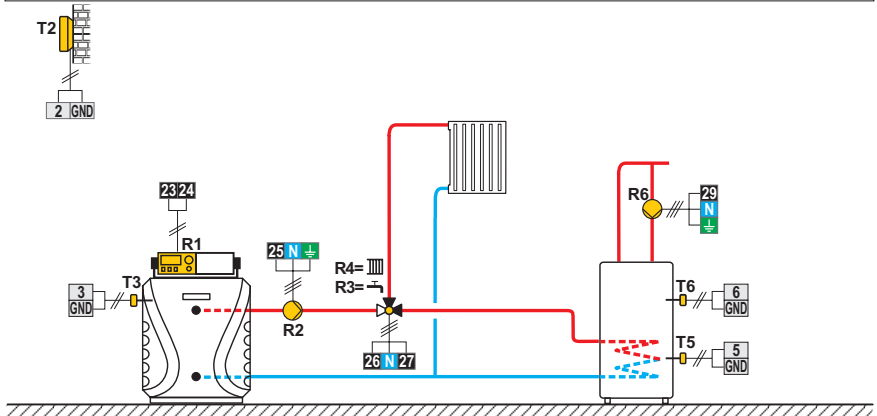 T2
2 GND
23 24
R1
T3
3
GND
25 N
R2
R4=
R3=
26 N 27
R6
29
N
T6
6
GND
T5
5
GND